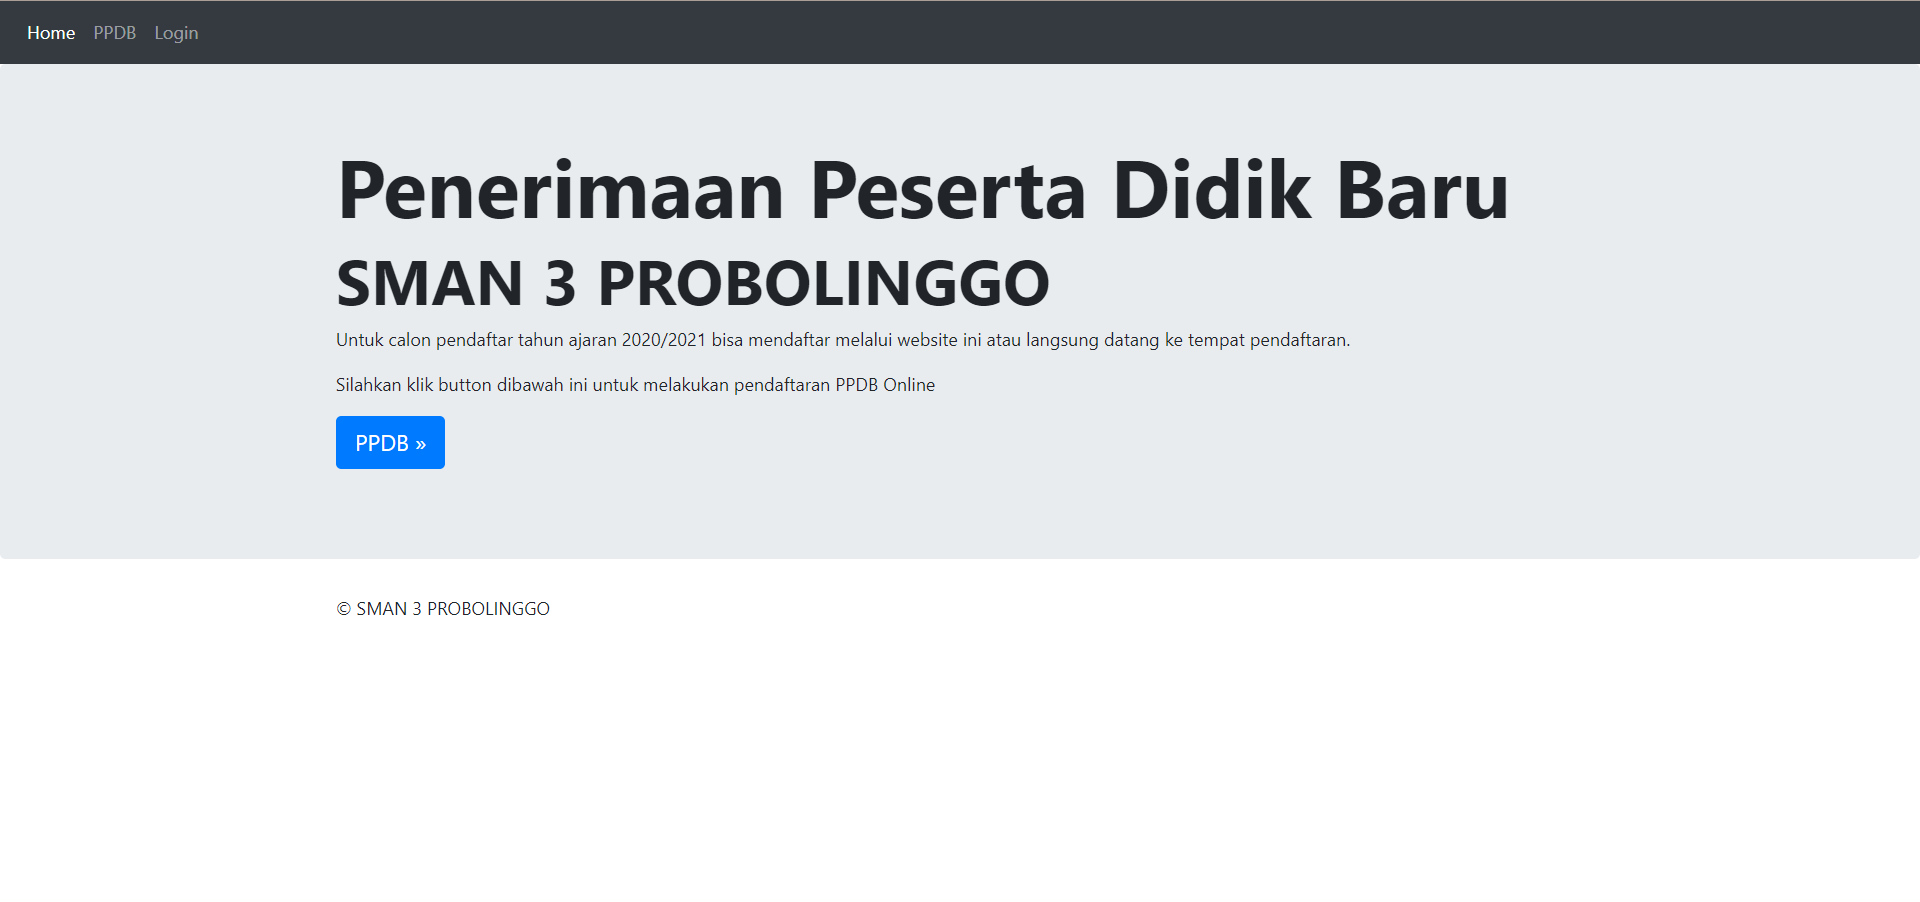 Home PPDB Login
Penerimaan Peserta Didik Baru
SMAN 3 PROBOLINGGO
Untuk calon pendaftar tahun ajaran 2020/2021 bisa mendaftar melalui website ini atau langsung datang ke tempat pendaftaran.
Silahkan klik button dibawah ini untuk melakukan pendaftaran PPDB Online
PPDB »
© SMAN 3 PROBOLINGGO